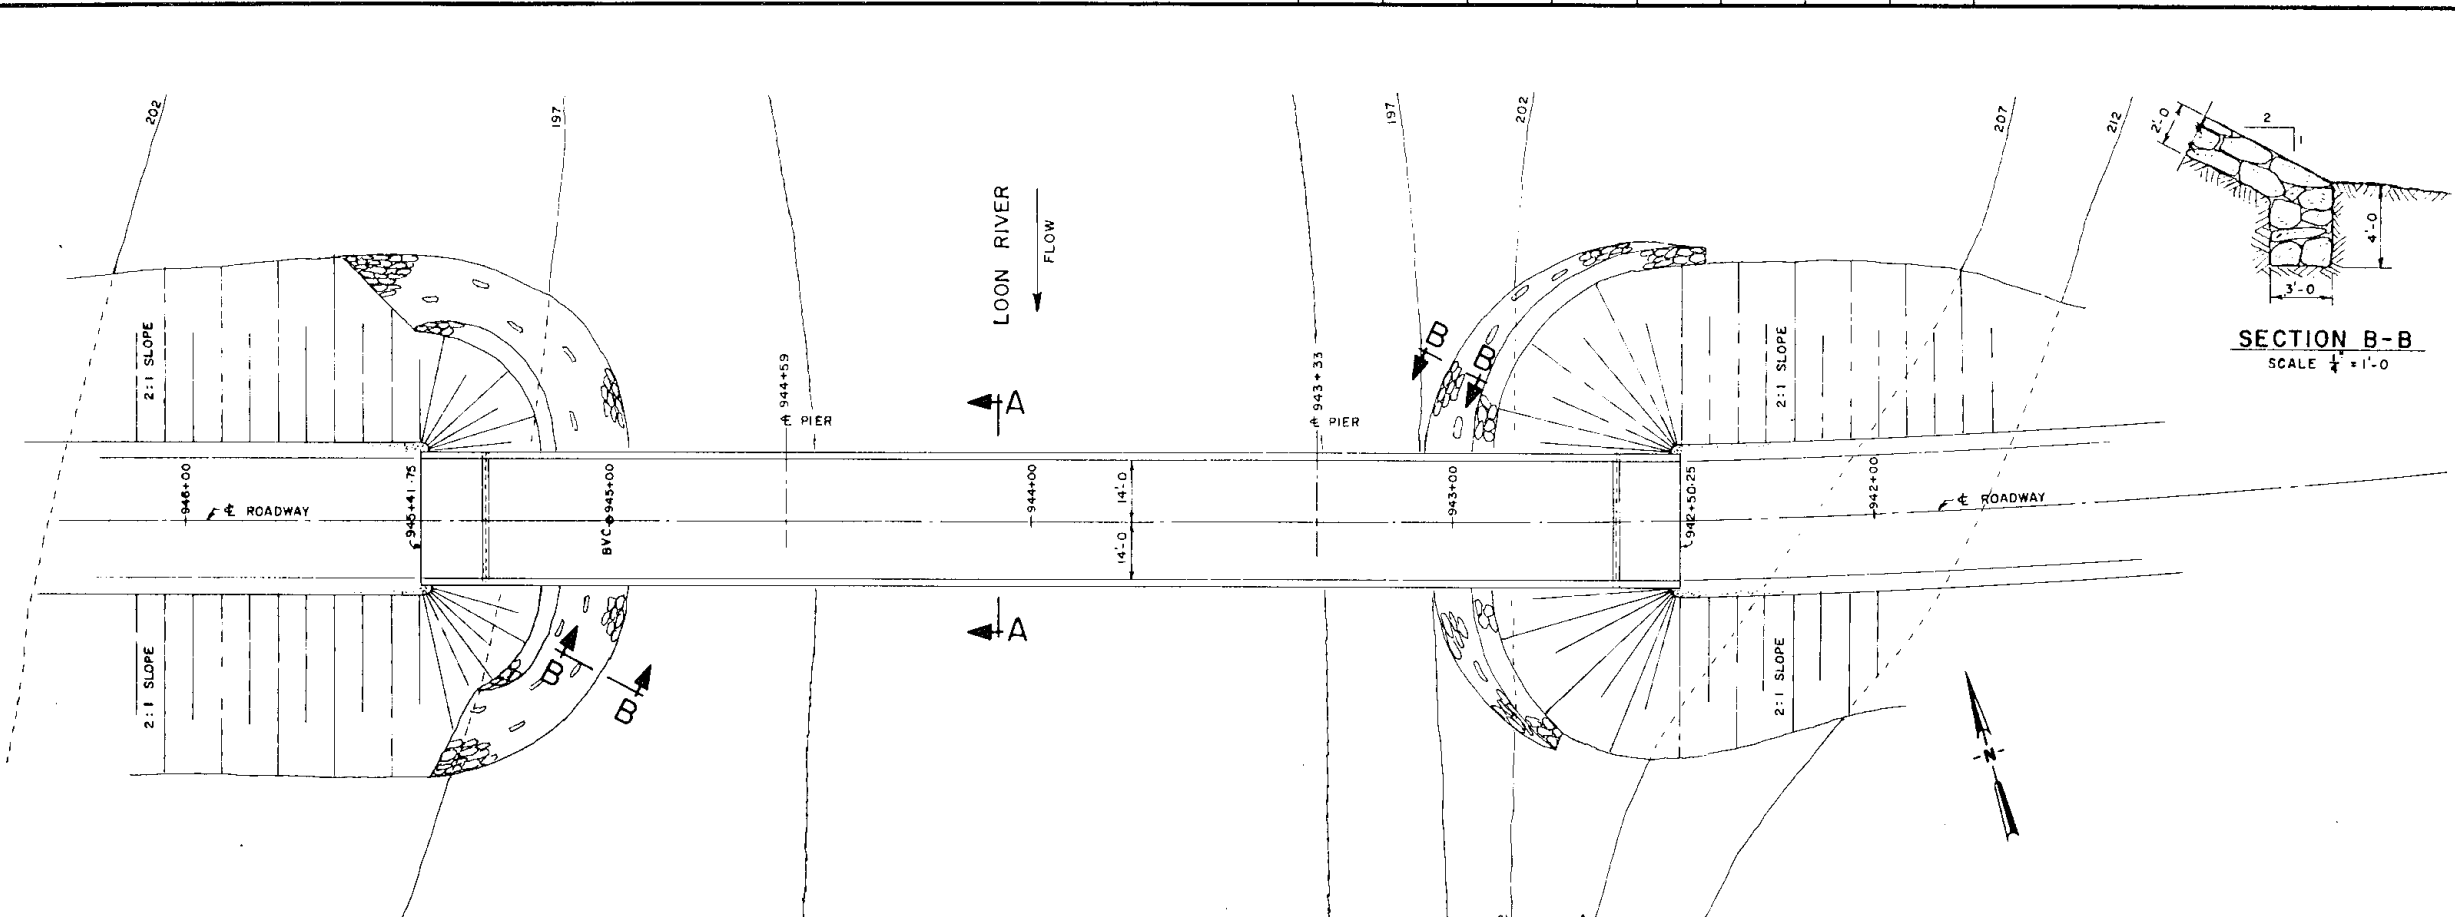 202
197
197
202
207
212
2'-0
2
1
4'-0
3'-0
SECTION B-B
SCALE ¼" = 1'-0
LOON RIVER
FLOW
2:1 SLOPE
2:1 SLOPE
B
B
℄ 944+59
PIER
A
℄ 943+33
PIER
946+00
℄ ROADWAY
945+41.75
BVC 945+00
944+00
14'-0
14'-0
943+00
942+50.25
942+00
℄ ROADWAY
2:1 SLOPE
B
B
A
2:1 SLOPE
N